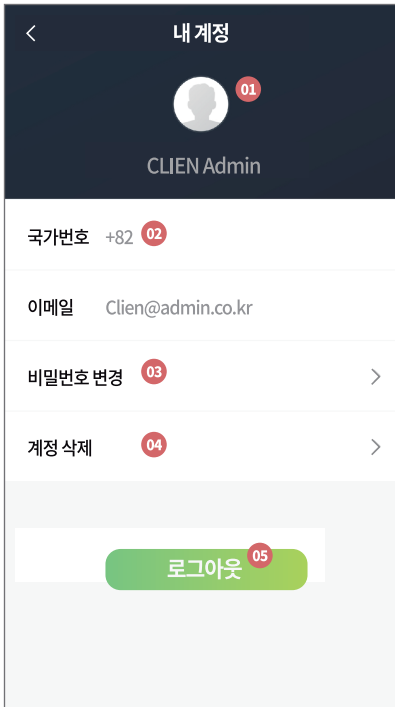 내 계정
01
CLIEN Admin
국가번호 +82 02
이메일 Clien@admin.co.kr
비밀번호 변경 03
계정 삭제 04
로그아웃 05